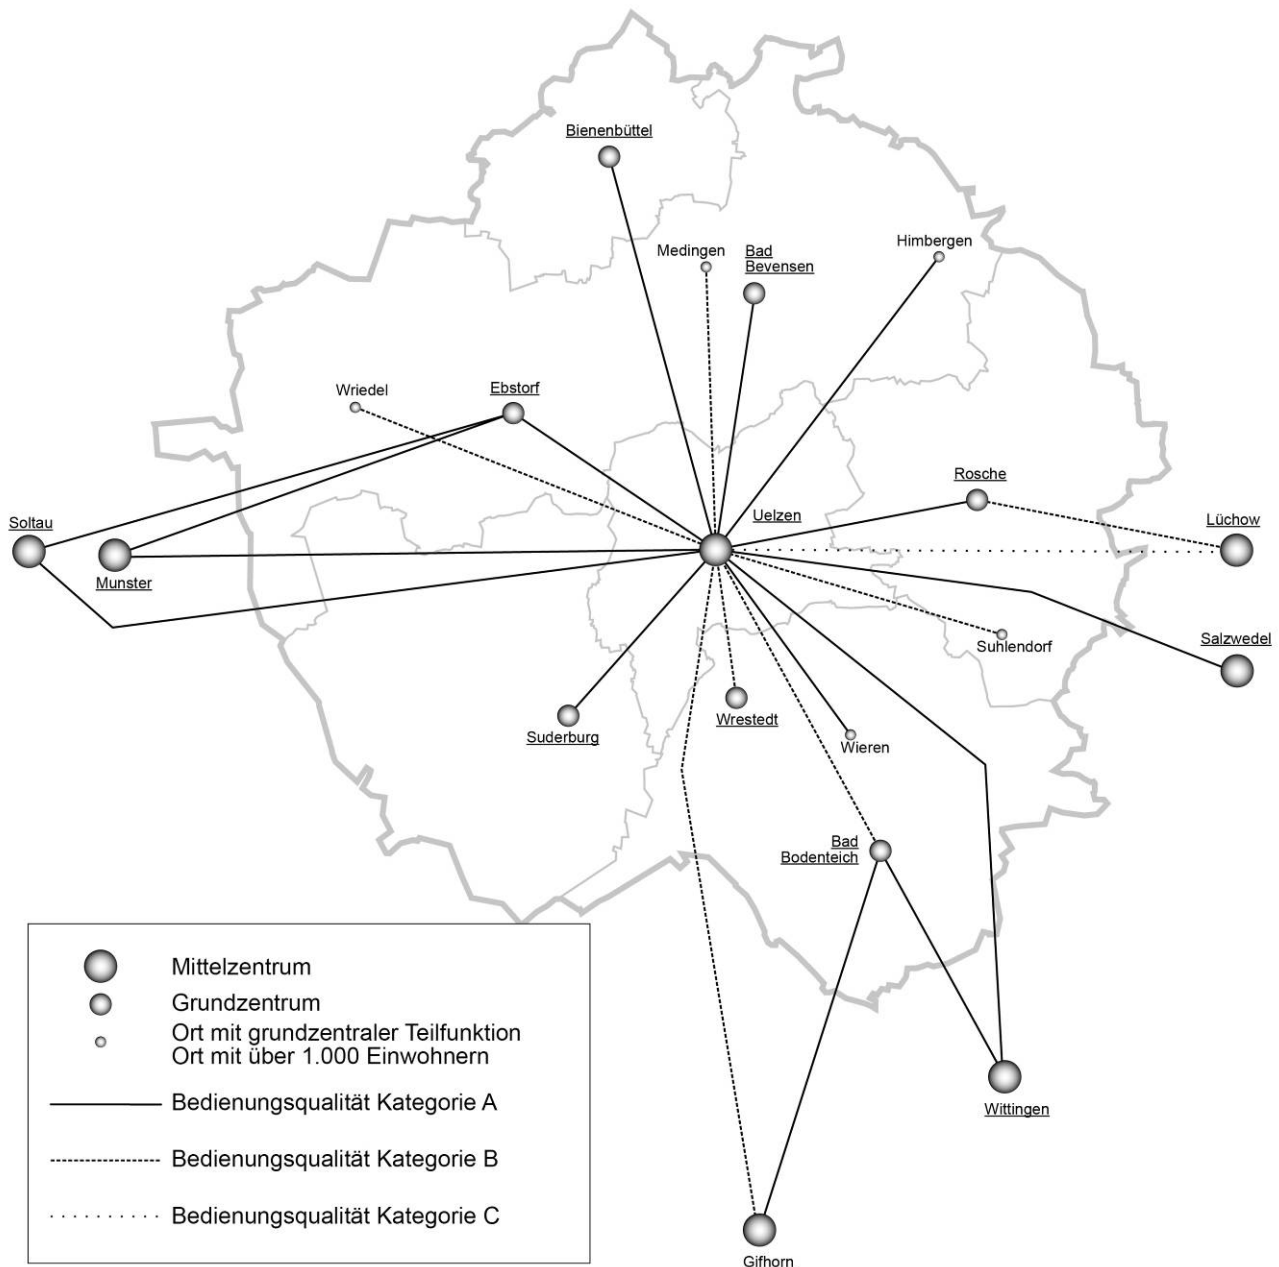 Bienenbüttel
Medingen
Bad
Bevensen
Himbergen
Wriedel
Ebstorf
Rosche
Uelzen
Soltau
Lüchow
Munster
Suhlendorf
Salzwedel
Suderburg
Wrestedt
Wieren
Bad
Bodenteich
Wittingen
Gifhorn
Mittelzentrum
Grundzentrum
Ort mit grundzentraler Teilfunktion
Ort mit über 1.000 Einwohnern
Bedienungsqualität Kategorie A
Bedienungsqualität Kategorie B
Bedienungsqualität Kategorie C